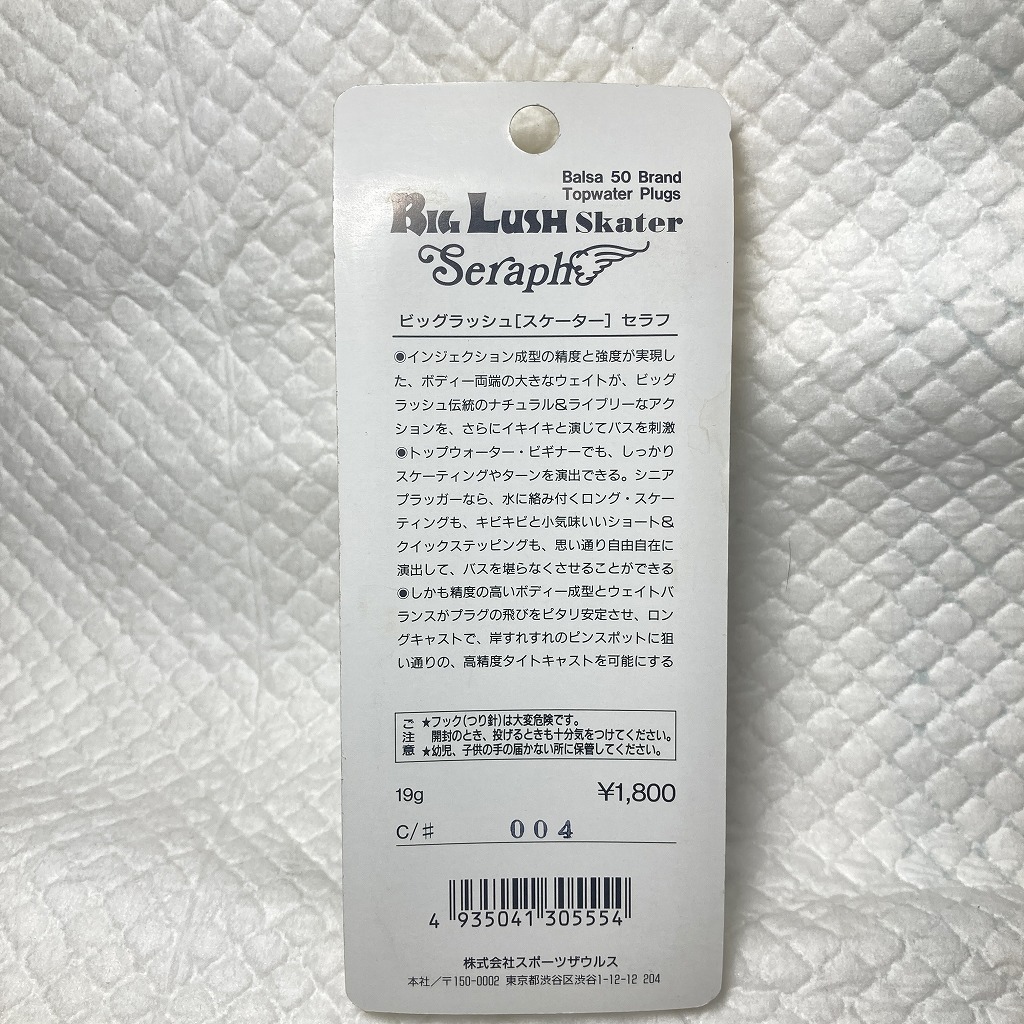 Balsa 50 Brand
Topwater Plugs
BIG LUSH Skater
Seraph
ビッグラッシュ[スケーター] セラフ
◉インジェクション成型の精度と強度が実現し
た、ボディー両端の大きなウェイトが、ビッグ
ラッシュ伝統のナチュラル&ライブリーなアク
ションを、さらにイキイキと演じてバスを刺激
◉トップウォーター・ビギナーでも、しっかり
スケーティングやターンを演出できる。シニア
プラッガーなら、水に絡み付くロング・スケー
ティングも、キビキビと小気味いいショート&
クイックステッピングも、思い通り自由自在に
演出して、バスを堪らなくさせることができる
◉しかも精度の高いボディー成型とウェイトバ
ランスがプラグの飛びをピタリ安定させ、ロン
グキャストで、岸すれすれのピンスポットに狙
い通りの、高精度タイトキャストを可能にする
ご注意
★フック(つり針)は大変危険です。
開封のとき、投げるときも十分気をつけてください。
★幼児、子供の手の届かない所に保管してください。
19g ¥1,800
C/# 004
4 935041 305554
株式会社スポーツザウルス
本社/〒150-0002 東京都渋谷区渋谷1-12-12 204